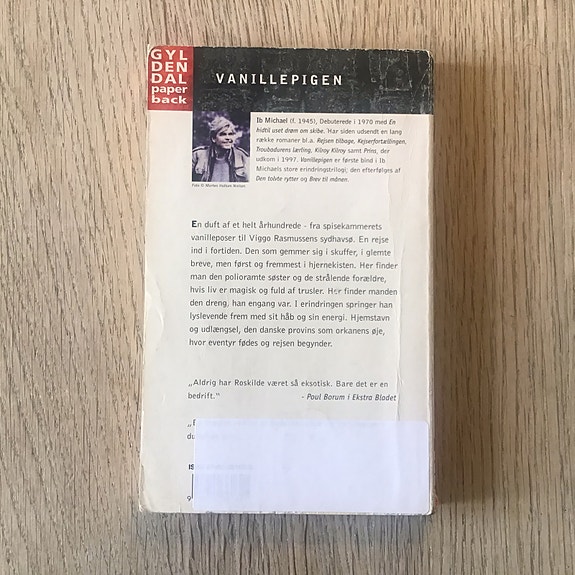 GYL
DEN
DAL
paper
back
VANILLEPIGEN
Ib Michael (f. 1945), Debuterede i 1970 med En
hidtil uset drøm om skibe. Har siden udsendt en lang
række romaner bl.a. Rejsen tilbage, Kejserfortællingen,
Troubadurens lærling, Kilroy Kilroy samt Prins, der
udkom i 1997. Vanillepigen er første bind i Ib
Michaels store erindringstrilogi; den efterfølges af
Den tolvte rytter og Brev til månen.
Foto © Morten Holtum
En duft af et helt århundrede - fra spisekammerets
vanilleposer til Viggo Rasmussens sydhavsø. En rejse
ind i fortiden. Den som gemmer sig i skuffer, i glemte
breve, men først og fremmest i hjernekisten. Her finder
man den polioramte søster og de strålende forældre,
hvis liv er magisk og fuld af trusler. Her finder manden
den dreng, han engang var. I erindringen springer han
lyslevende frem med sit håb og sin energi. Hjemstavn
og udlængsel, den danske provins som orkanens øje,
hvor eventyr fødes og rejsen begynder.
„Aldrig har Roskilde været så eksotisk. Bare det er en
bedrift.“ - Poul Borum i Ekstra Bladet
du
IS
9